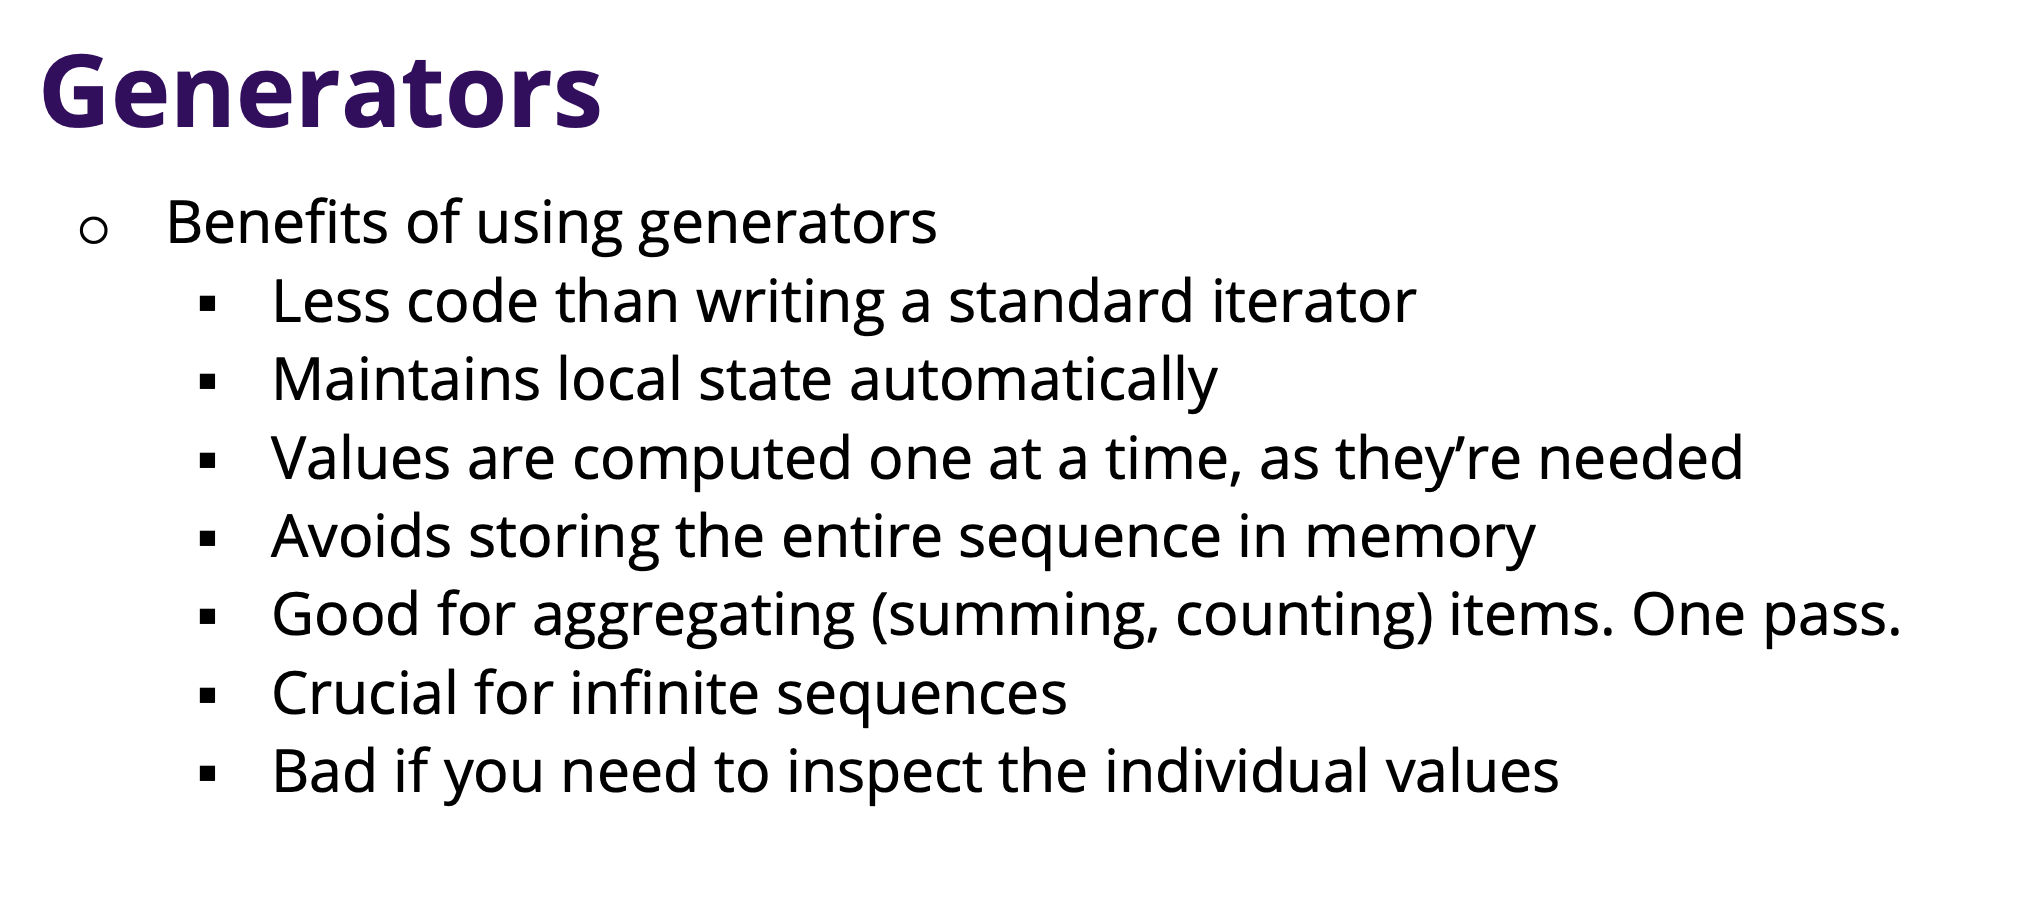 Generators
○ Benefits of using generators
▪ Less code than writing a standard iterator
▪ Maintains local state automatically
▪ Values are computed one at a time, as they’re needed
▪ Avoids storing the entire sequence in memory
▪ Good for aggregating (summing, counting) items. One pass.
▪ Crucial for infinite sequences
▪ Bad if you need to inspect the individual values